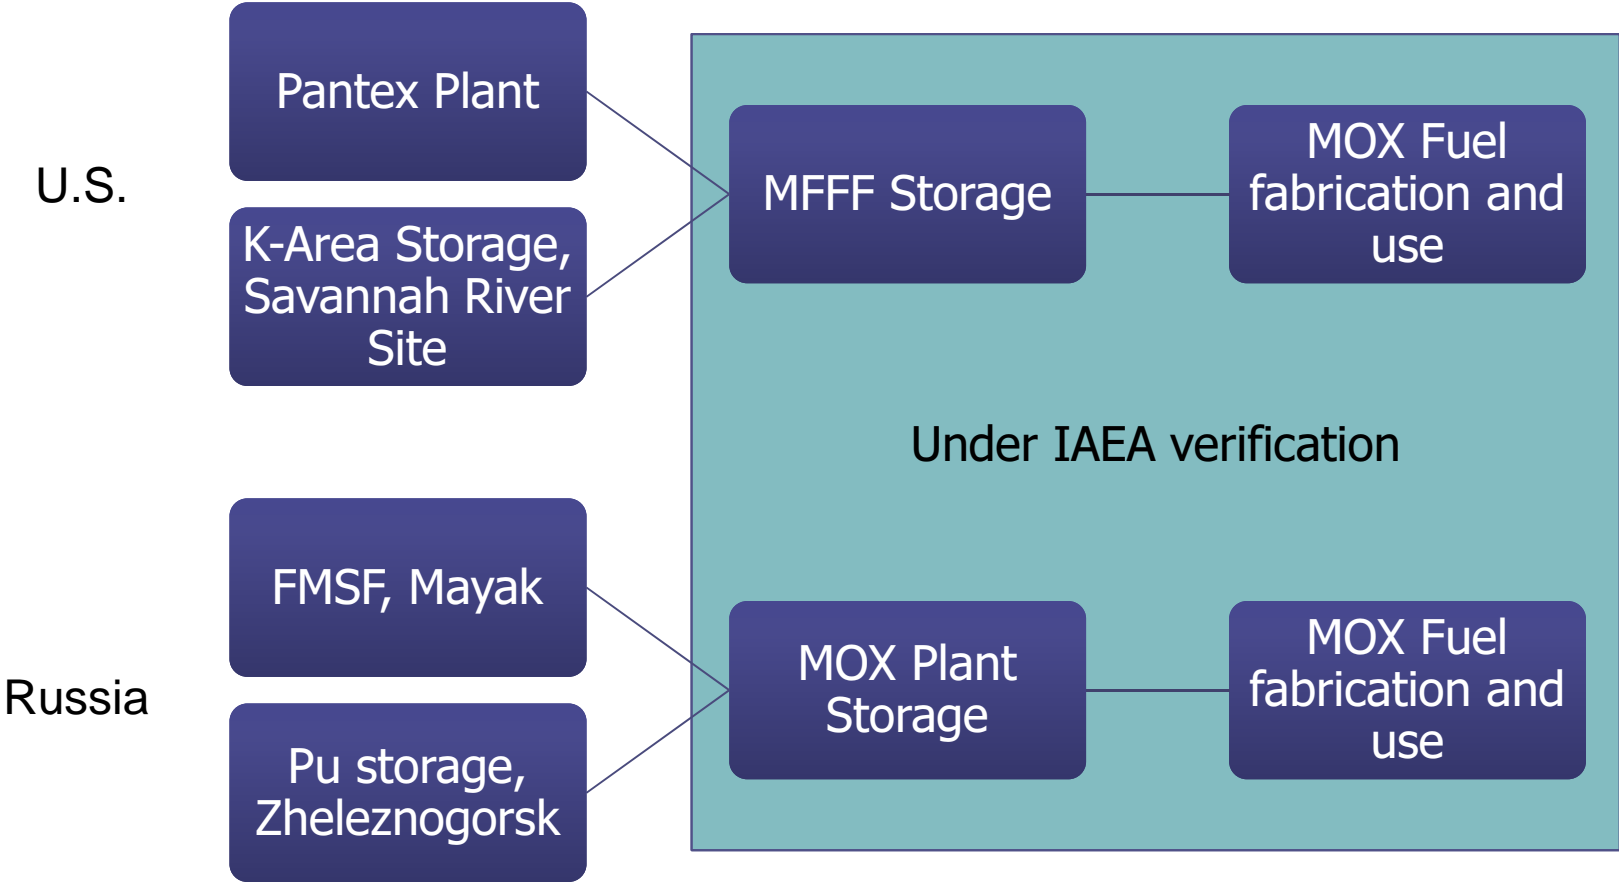 U.S.
Pantex Plant
K-Area Storage,
Savannah River
Site
MFFF Storage
MOX Fuel
fabrication and
use
Under IAEA verification
Russia
FMSF, Mayak
Pu storage,
Zheleznogorsk
MOX Plant
Storage
MOX Fuel
fabrication and
use